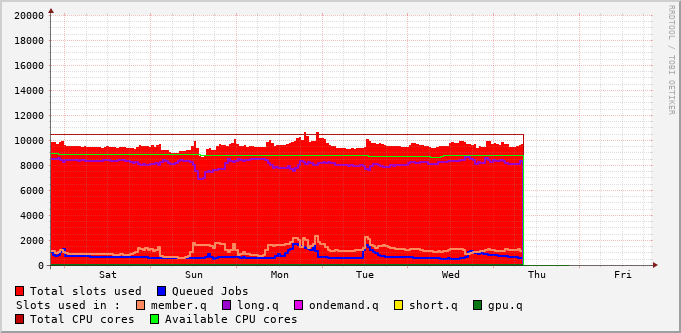 RRDTOOL / TOBI OETIKER
20000
18000
16000
14000
12000
10000
8000
6000
4000
2000
0
Sat Sun Mon Tue Wed Thu Fri
Total slots used Queued Jobs
Slots used in : member.q long.q ondemand.q short.q gpu.q
Total CPU cores Available CPU cores